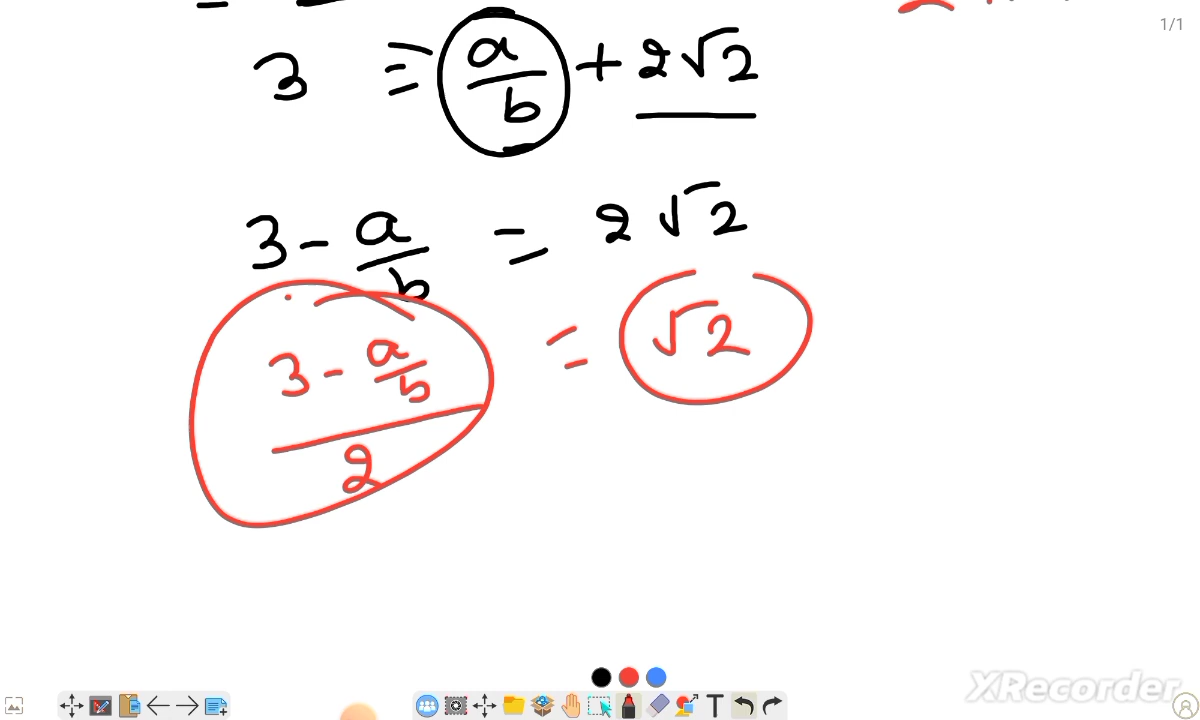 1/1
3 = a/b + 2√2
3 - a/b = 2√2
(3 - a/b)/2 = √2
T
XRecorder